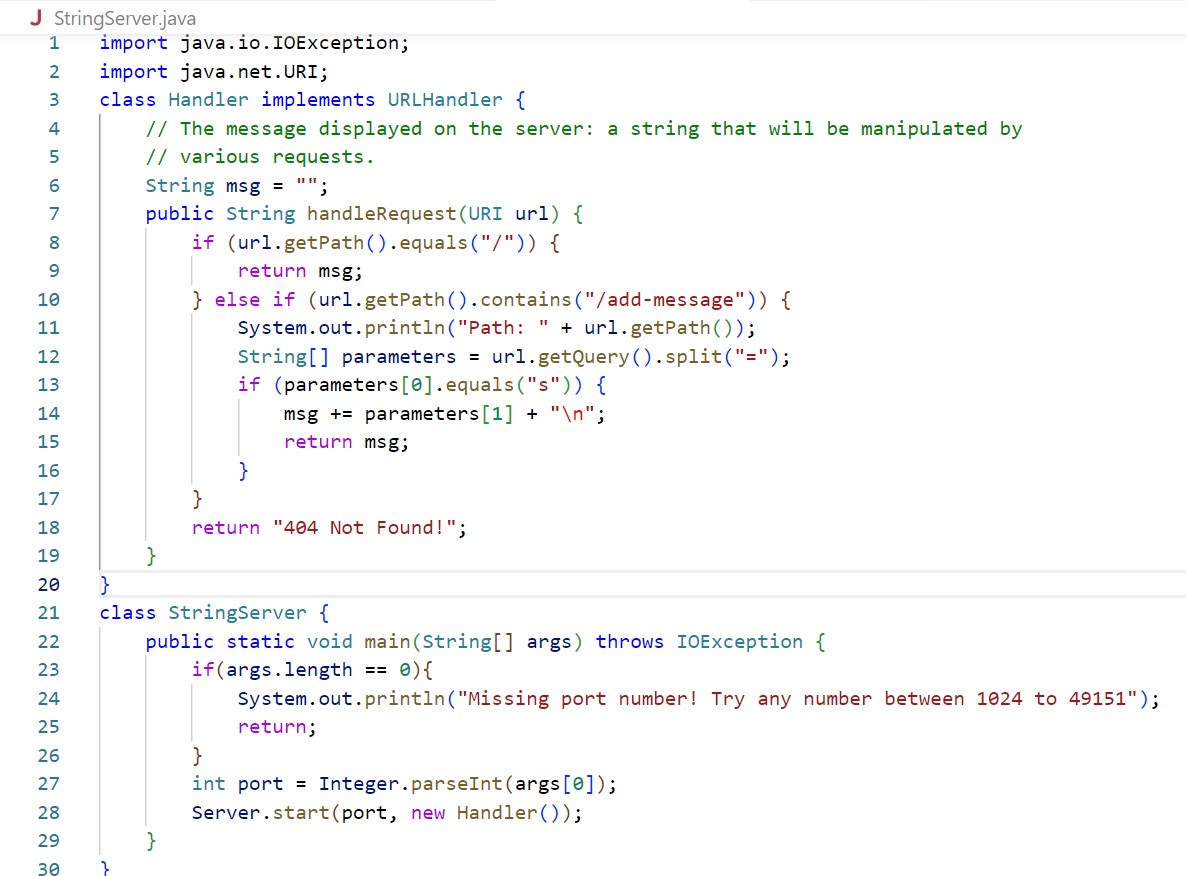 J StringServer.java
1 import java.io.IOException;
2 import java.net.URI;
3 class Handler implements URLHandler {
4     // The message displayed on the server: a string that will be manipulated by
5     // various requests.
6     String msg = "";
7     public String handleRequest(URI url) {
8         if (url.getPath().equals("/")) {
9             return msg;
10         } else if (url.getPath().contains("/add-message")) {
11             System.out.println("Path: " + url.getPath());
12             String[] parameters = url.getQuery().split("=");
13             if (parameters[0].equals("s")) {
14                 msg += parameters[1] + "\n";
15                 return msg;
16             }
17         }
18         return "404 Not Found!";
19     }
20 }
21 class StringServer {
22     public static void main(String[] args) throws IOException {
23         if(args.length == 0){
24             System.out.println("Missing port number! Try any number between 1024 to 49151");
25             return;
26         }
27         int port = Integer.parseInt(args[0]);
28         Server.start(port, new Handler());
29     }
30 }